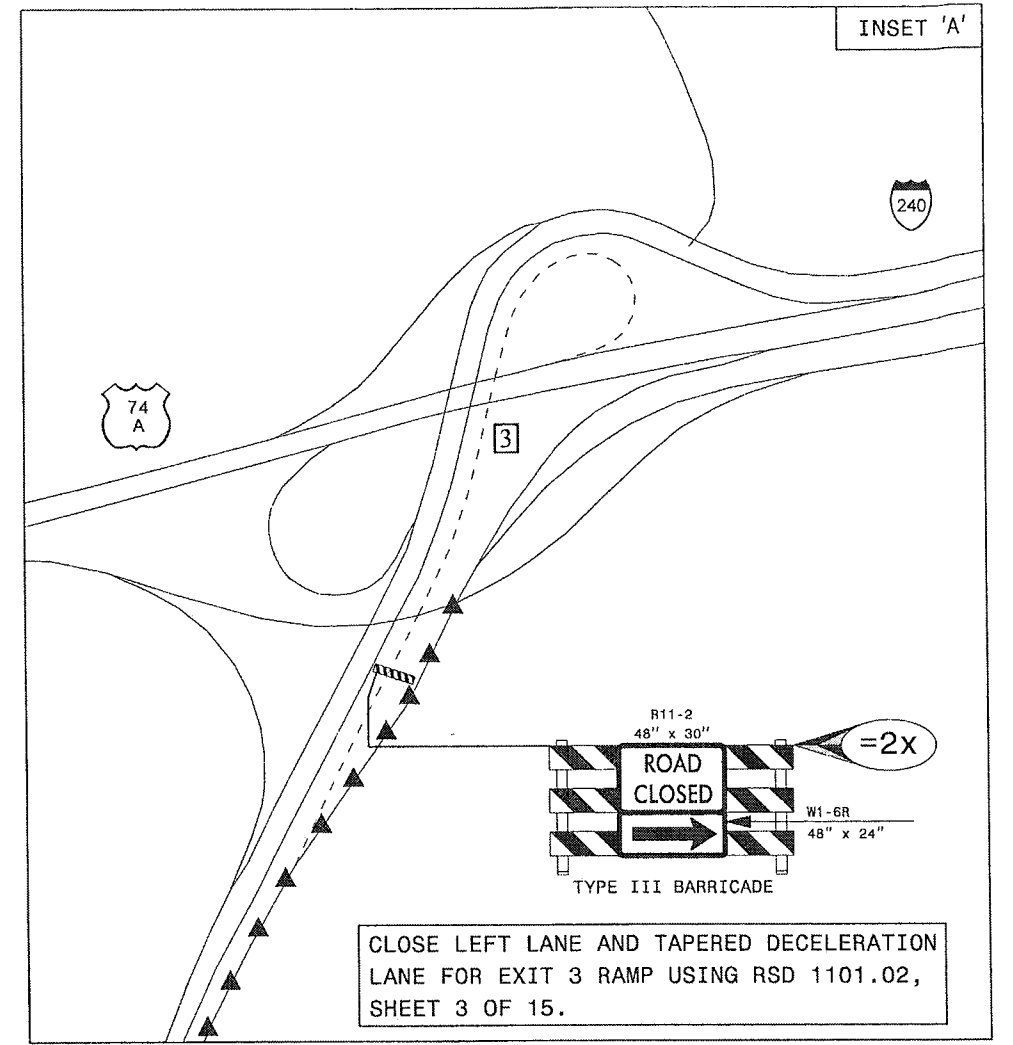 INSET 'A'
240
74
A
3
R11-2
48" x 30"
ROAD
CLOSED
=2x
W1-6R
48" x 24"
TYPE III BARRICADE
CLOSE LEFT LANE AND TAPERED DECELERATION
LANE FOR EXIT 3 RAMP USING RSD 1101.02,
SHEET 3 OF 15.